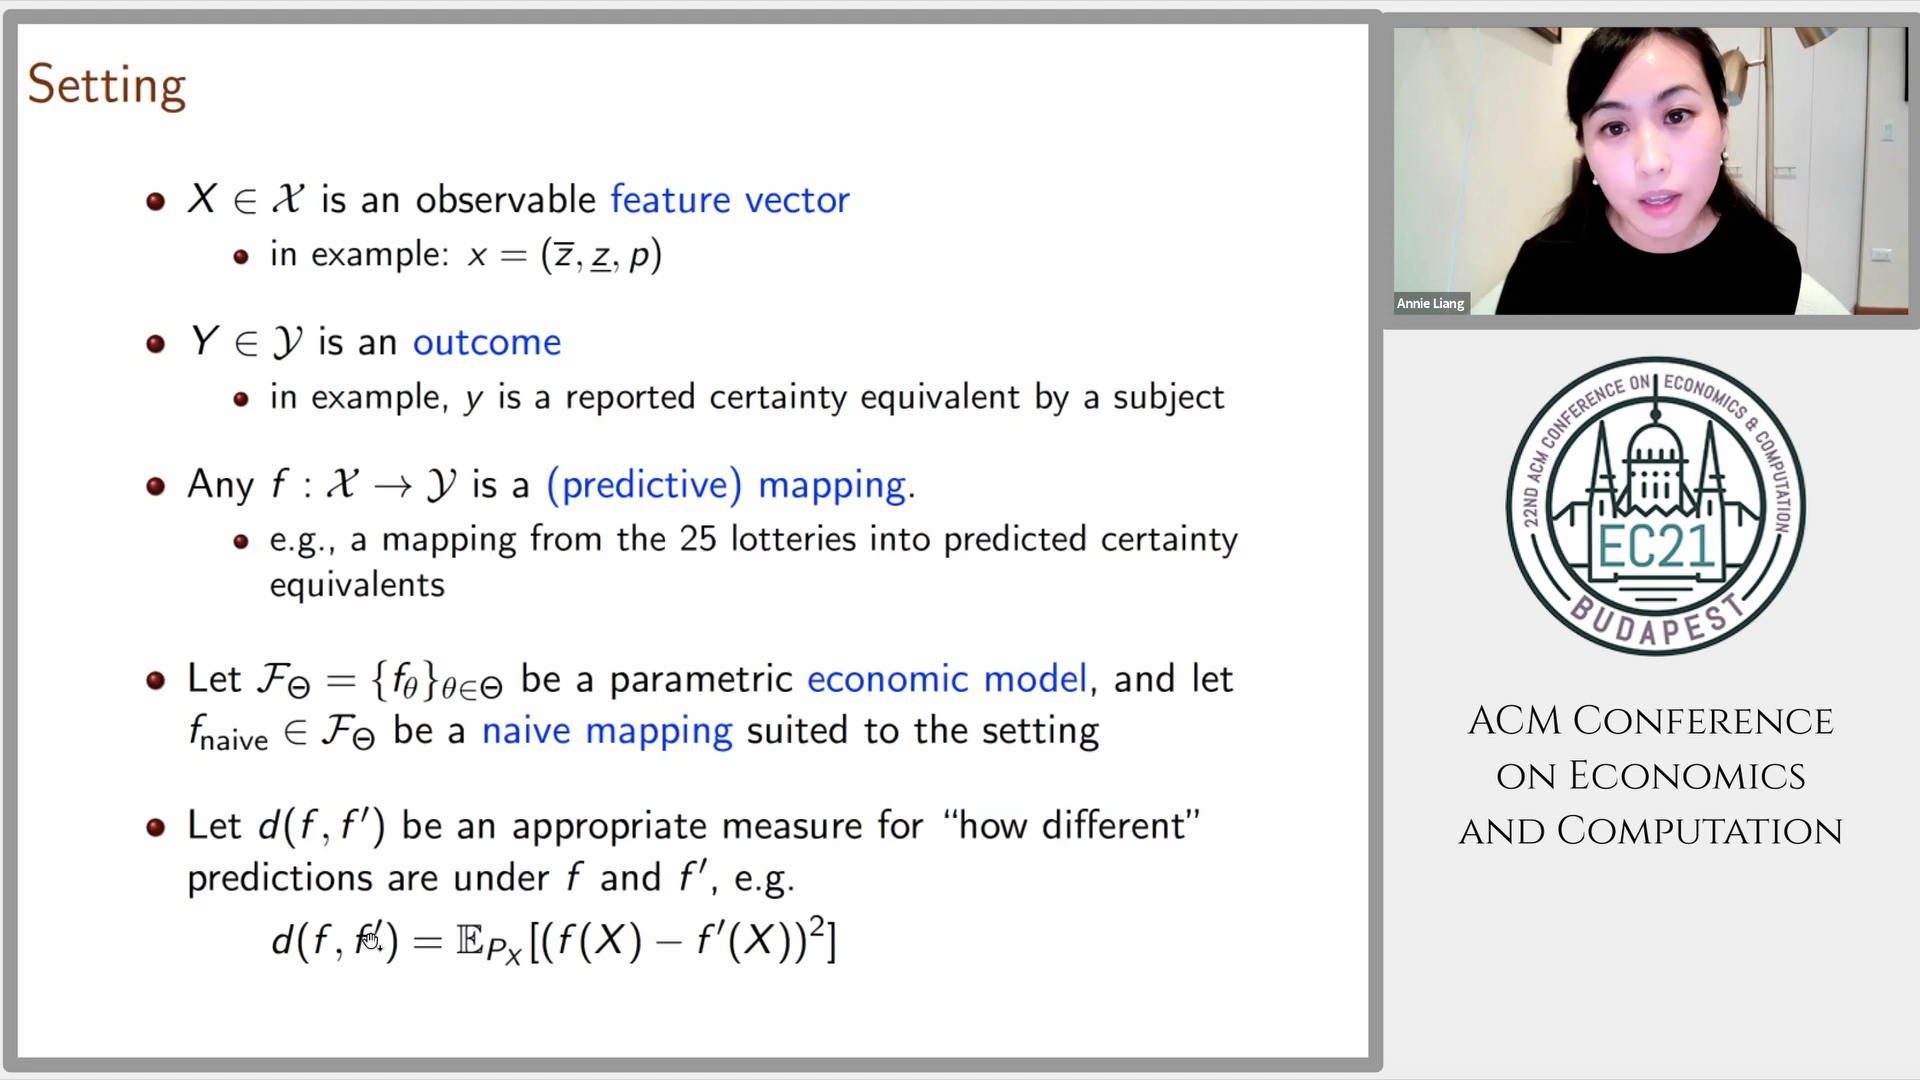 Setting
• X ∈ 𝒳 is an observable feature vector
• in example: x = (z̅, z̲, p)
• Y ∈ 𝒴 is an outcome
• in example, y is a reported certainty equivalent by a subject
• Any f : 𝒳 → 𝒴 is a (predictive) mapping.
• e.g., a mapping from the 25 lotteries into predicted certainty
equivalents
• Let ℱ_Θ = {f_θ}_{θ∈Θ} be a parametric economic model, and let
f_naive ∈ ℱ_Θ be a naive mapping suited to the setting
• Let d(f, f′) be an appropriate measure for “how different”
predictions are under f and f′, e.g.
d(f, f′) = 𝔼_{P_X}[(f(X) − f′(X))²]
Annie Liang
22ND ACM CONFERENCE ON ECONOMICS & COMPUTATION
EC21
BUDAPEST
ACM Conference
on Economics
and Computation